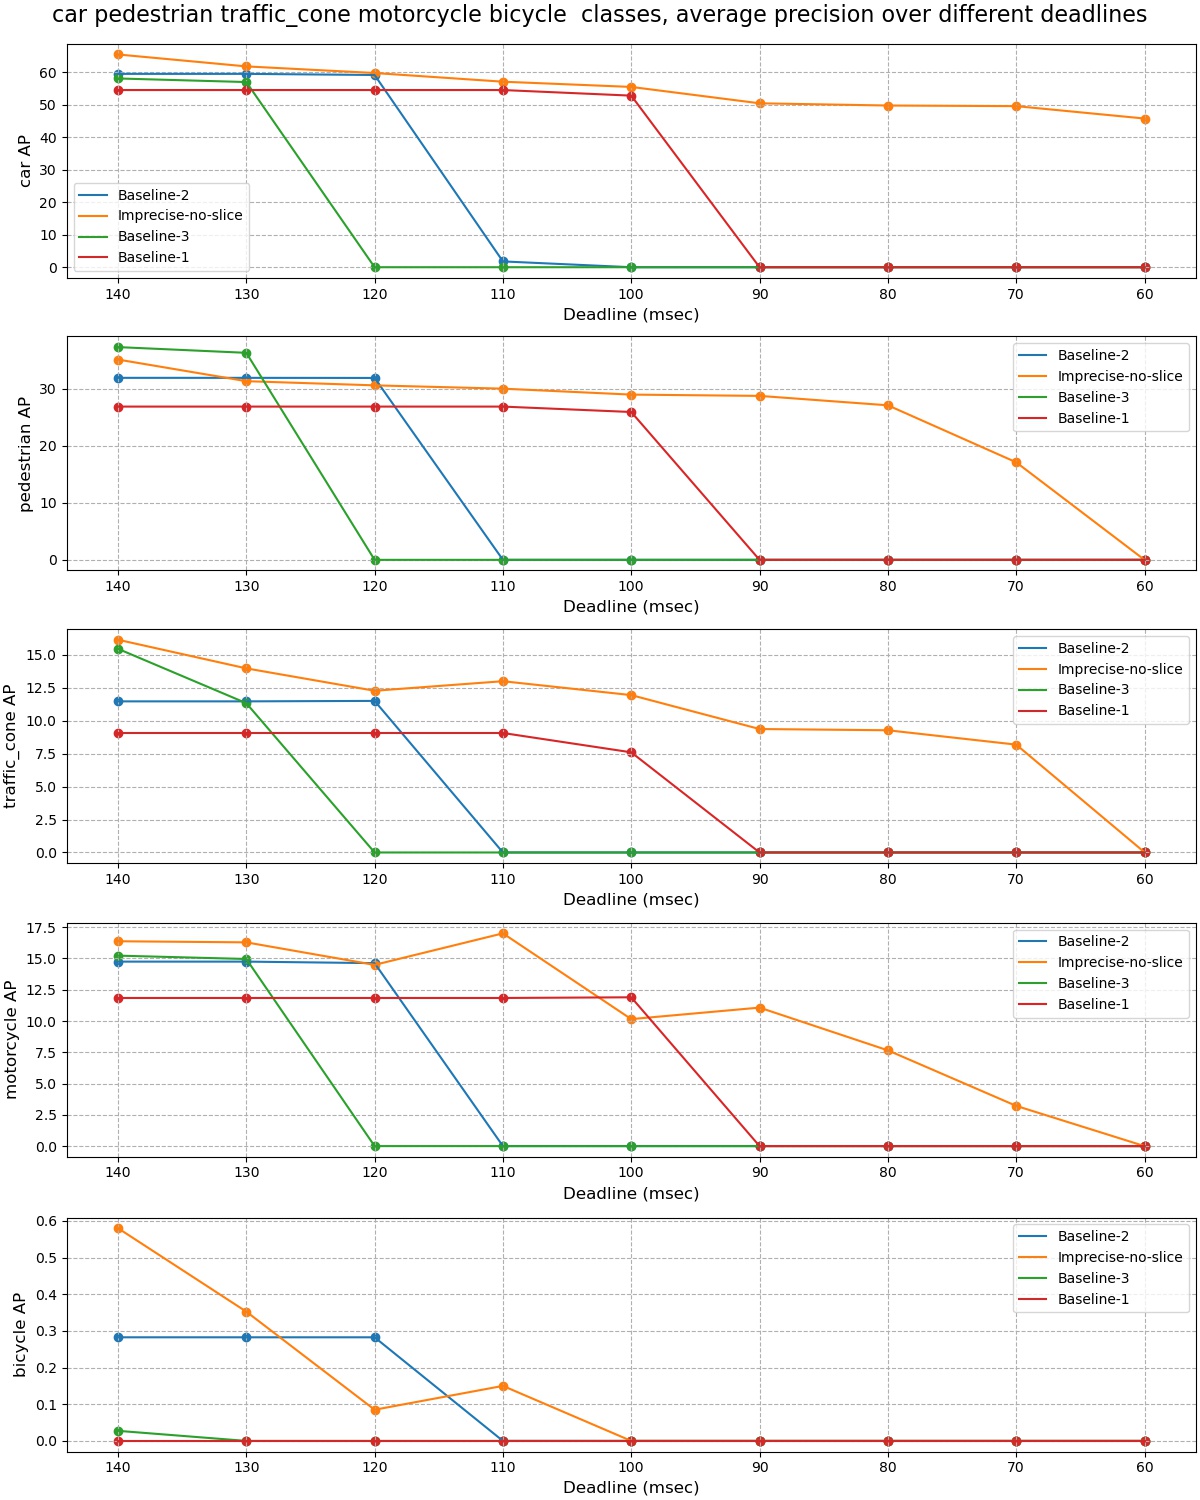 car pedestrian traffic_cone motorcycle bicycle  classes, average precision over different deadlines
car AP
60
50
40
30
20
10
0
Baseline-2
Imprecise-no-slice
Baseline-3
Baseline-1
140 130 120 110 100 90 80 70 60
Deadline (msec)
pedestrian AP
30
20
10
0
Baseline-2
Imprecise-no-slice
Baseline-3
Baseline-1
140 130 120 110 100 90 80 70 60
Deadline (msec)
traffic_cone AP
15.0
12.5
10.0
7.5
5.0
2.5
0.0
Baseline-2
Imprecise-no-slice
Baseline-3
Baseline-1
140 130 120 110 100 90 80 70 60
Deadline (msec)
motorcycle AP
17.5
15.0
12.5
10.0
7.5
5.0
2.5
0.0
Baseline-2
Imprecise-no-slice
Baseline-3
Baseline-1
140 130 120 110 100 90 80 70 60
Deadline (msec)
bicycle AP
0.6
0.5
0.4
0.3
0.2
0.1
0.0
Baseline-2
Imprecise-no-slice
Baseline-3
Baseline-1
140 130 120 110 100 90 80 70 60
Deadline (msec)